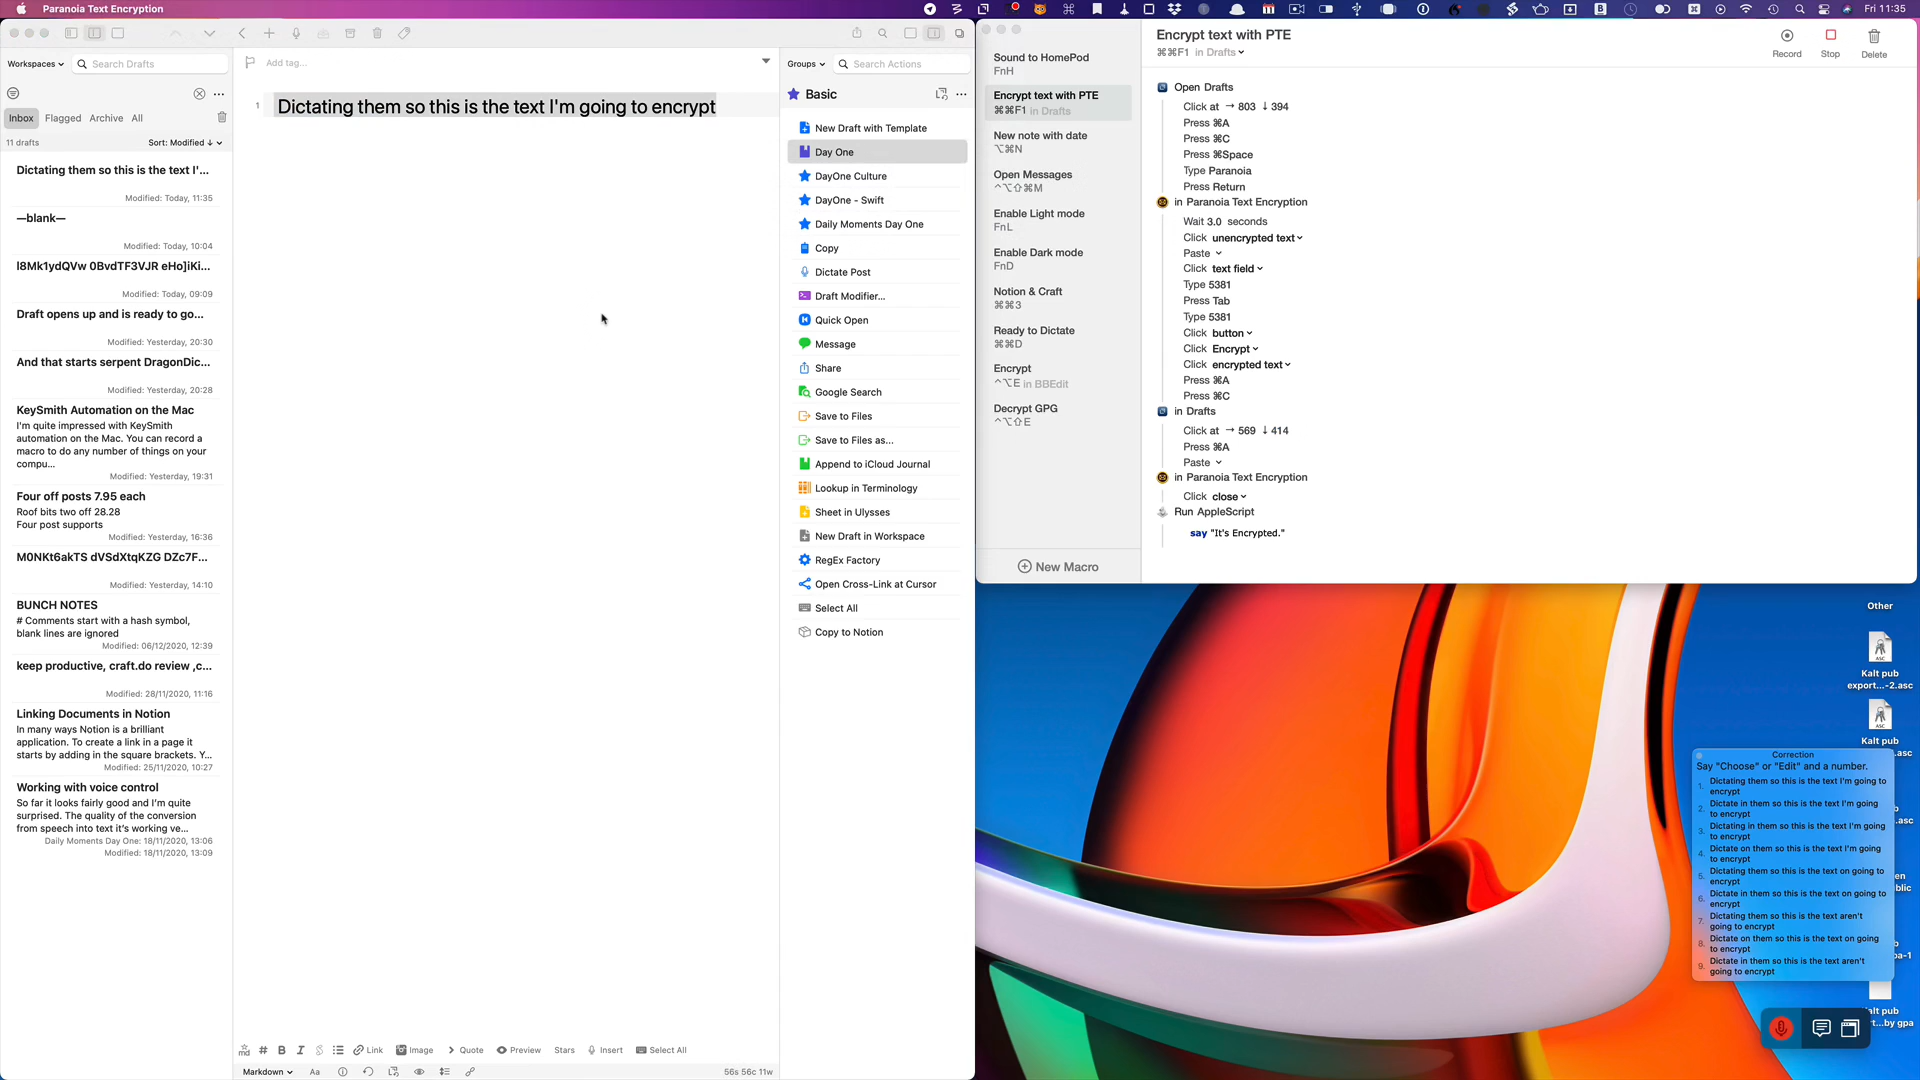 Paranoia Text Encryption
Fri 11:35
Workspaces
Search Drafts
Inbox Flagged Archive All
11 drafts
Sort: Modified
Dictating them so this is the text I'...
Modified: Today, 11:35
—blank—
Modified: Today, 10:04
l8Mk1ydQVw 0BvdTF3VJR eHo]iKi...
Modified: Today, 09:09
Draft opens up and is ready to go...
Modified: Yesterday, 20:30
And that starts serpent DragonDic...
Modified: Yesterday, 20:28
KeySmith Automation on the Mac
I'm quite impressed with KeySmith
automation on the Mac. You can record a
macro to do any number of things on your
compu...
Modified: Yesterday, 19:31
Four off posts 7.95 each
Roof bits two off 28.28
Four post supports
Modified: Yesterday, 16:36
M0NKt6akTS dVSdXtqKZG DZc7F...
Modified: Yesterday, 14:10
BUNCH NOTES
# Comments start with a hash symbol,
blank lines are ignored
Modified: 06/12/2020, 12:39
keep productive, craft.do review ,c...
Modified: 28/11/2020, 11:16
Linking Documents in Notion
In many ways Notion is a brilliant
application. To create a link in a page it
starts by adding in the square brackets. Y...
Modified: 25/11/2020, 10:27
Working with voice control
So far it looks fairly good and I'm quite
surprised. The quality of the conversion
from speech into text it's working ve...
Daily Moments Day One: 18/11/2020, 13:06
Modified: 18/11/2020, 13:09
Add tag...
1 Dictating them so this is the text I'm going to encrypt
# B I Link Image Quote Preview Stars Insert Select All
Markdown Aa
56s 56c 11w
Groups
Search Actions
Basic
New Draft with Template
Day One
DayOne Culture
DayOne - Swift
Daily Moments Day One
Copy
Dictate Post
Draft Modifier...
Quick Open
Message
Share
Google Search
Save to Files
Save to Files as...
Append to iCloud Journal
Lookup in Terminology
Sheet in Ulysses
New Draft in Workspace
RegEx Factory
Open Cross-Link at Cursor
Select All
Copy to Notion
Sound to HomePod
FnH
Encrypt text with PTE
⌘⌘F1 in Drafts
New note with date
⌥⌘N
Open Messages
^⌥⇧⌘M
Enable Light mode
FnL
Enable Dark mode
FnD
Notion & Craft
⌘⌘3
Ready to Dictate
⌘⌘D
Encrypt
^⌥E in BBEdit
Decrypt GPG
^⌥⇧E
New Macro
Encrypt text with PTE
⌘⌘F1 in Drafts
Record Stop Delete
Open Drafts
Click at → 803 ↓ 394
Press ⌘A
Press ⌘C
Press ⌘Space
Type Paranoia
Press Return
in Paranoia Text Encryption
Wait 3.0 seconds
Click unencrypted text
Paste
Click text field
Type 5381
Press Tab
Type 5381
Click button
Click Encrypt
Click encrypted text
Press ⌘A
Press ⌘C
in Drafts
Click at → 569 ↓ 414
Press ⌘A
Paste
in Paranoia Text Encryption
Click close
Run AppleScript
say "It's Encrypted."
Other
ASC
Kalt pub
export...-2.asc
ASC
Kalt pub
Correction
Say "Choose" or "Edit" and a number.
1. Dictating them so this is the text I'm going to
encrypt
2. Dictate in them so this is the text I'm going
to encrypt
3. Dictating in them so this is the text I'm going
to encrypt
4. Dictate on them so this is the text I'm going
to encrypt
5. Dictating them so this is the text on going to
encrypt
6. Dictate in them so this is the text on going to
encrypt
7. Dictating them so this is the text aren't
going to encrypt
8. Dictate on them so this is the text on going
to encrypt
9. Dictate in them so this is the text aren't
going to encrypt